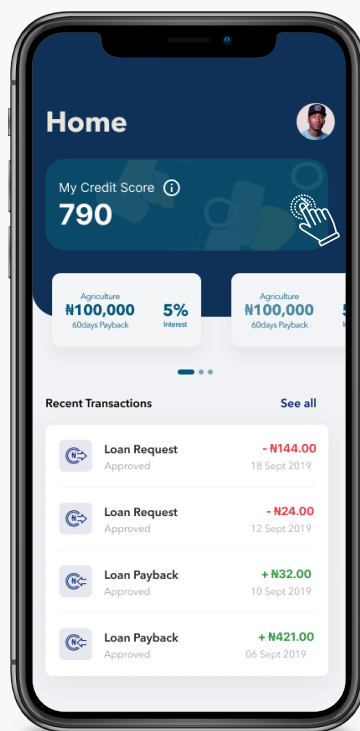 Home
My Credit Score
790
Agriculture
₦100,000
60days Payback
5%
Interest
Agriculture
₦100,000
60days Payback
Recent Transactions
See all
Loan Request
- ₦144.00
Approved
18 Sept 2019
Loan Request
- ₦24.00
Approved
12 Sept 2019
Loan Payback
+ ₦32.00
Approved
10 Sept 2019
Loan Payback
+ ₦421.00
Approved
06 Sept 2019